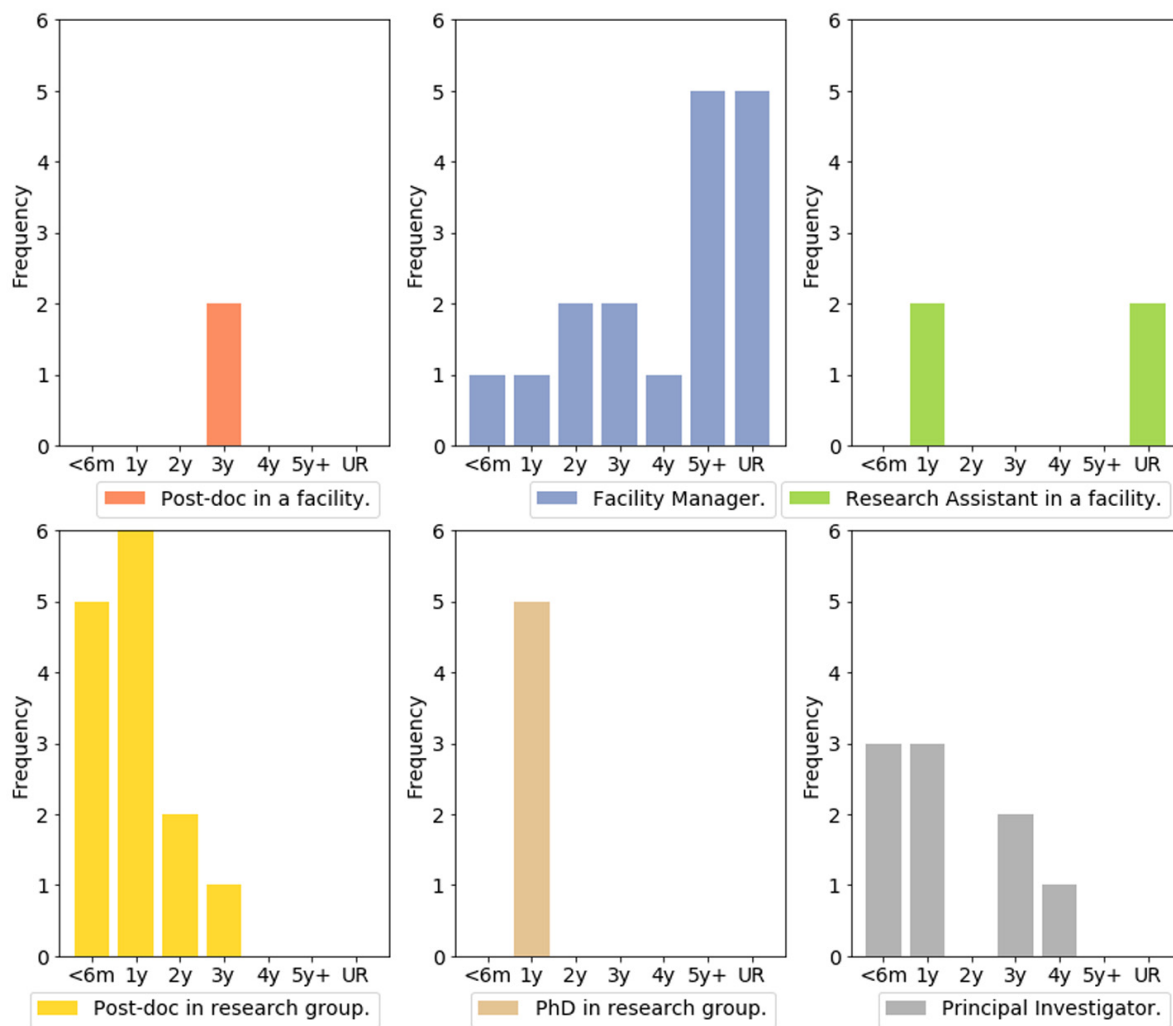 6
5
4
3
2
1
0
Frequency
<6m 1y 2y 3y 4y 5y+ UR
Post-doc in a facility.
6
5
4
3
2
1
0
Frequency
<6m 1y 2y 3y 4y 5y+ UR
Facility Manager.
6
5
4
3
2
1
0
Frequency
<6m 1y 2y 3y 4y 5y+ UR
Research Assistant in a facility.
6
5
4
3
2
1
0
Frequency
<6m 1y 2y 3y 4y 5y+ UR
Post-doc in research group.
6
5
4
3
2
1
0
Frequency
<6m 1y 2y 3y 4y 5y+ UR
PhD in research group.
6
5
4
3
2
1
0
Frequency
<6m 1y 2y 3y 4y 5y+ UR
Principal Investigator.